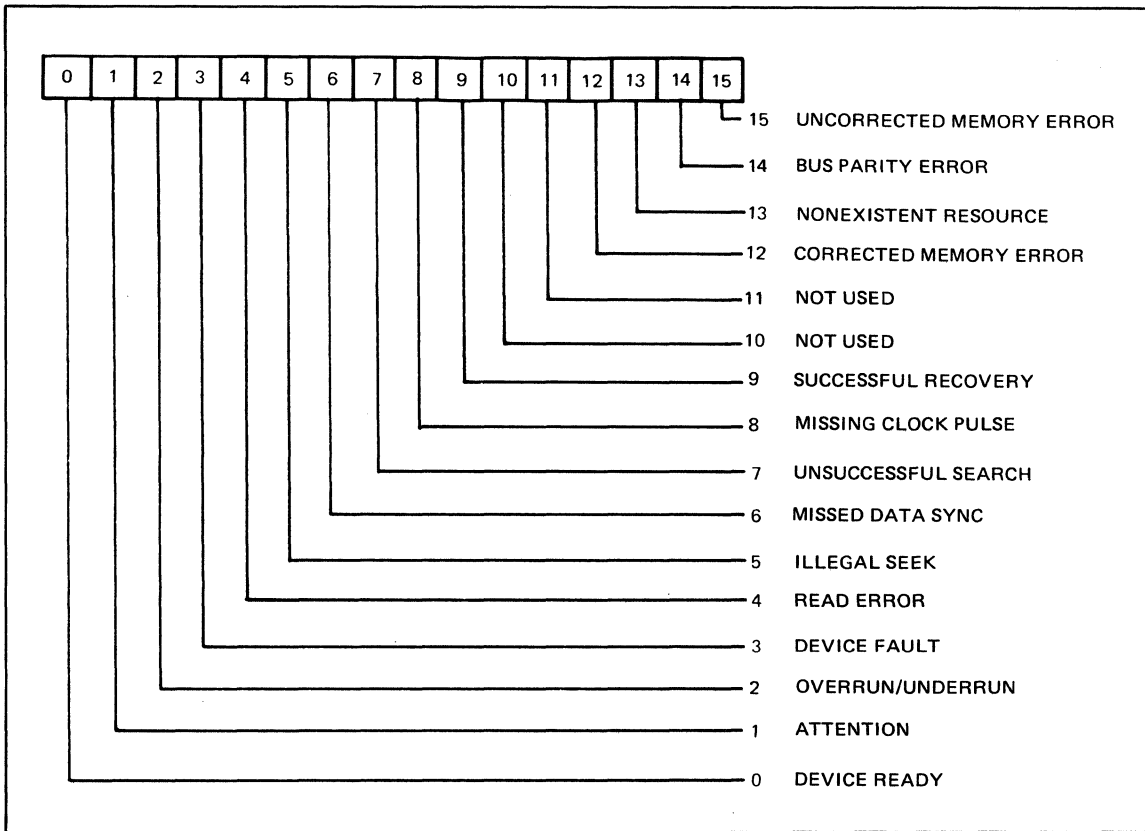 0 1 2 3 4 5 6 7 8 9 10 11 12 13 14 15
15 UNCORRECTED MEMORY ERROR
14 BUS PARITY ERROR
13 NONEXISTENT RESOURCE
12 CORRECTED MEMORY ERROR
11 NOT USED
10 NOT USED
9 SUCCESSFUL RECOVERY
8 MISSING CLOCK PULSE
7 UNSUCCESSFUL SEARCH
6 MISSED DATA SYNC
5 ILLEGAL SEEK
4 READ ERROR
3 DEVICE FAULT
2 OVERRUN/UNDERRUN
1 ATTENTION
0 DEVICE READY